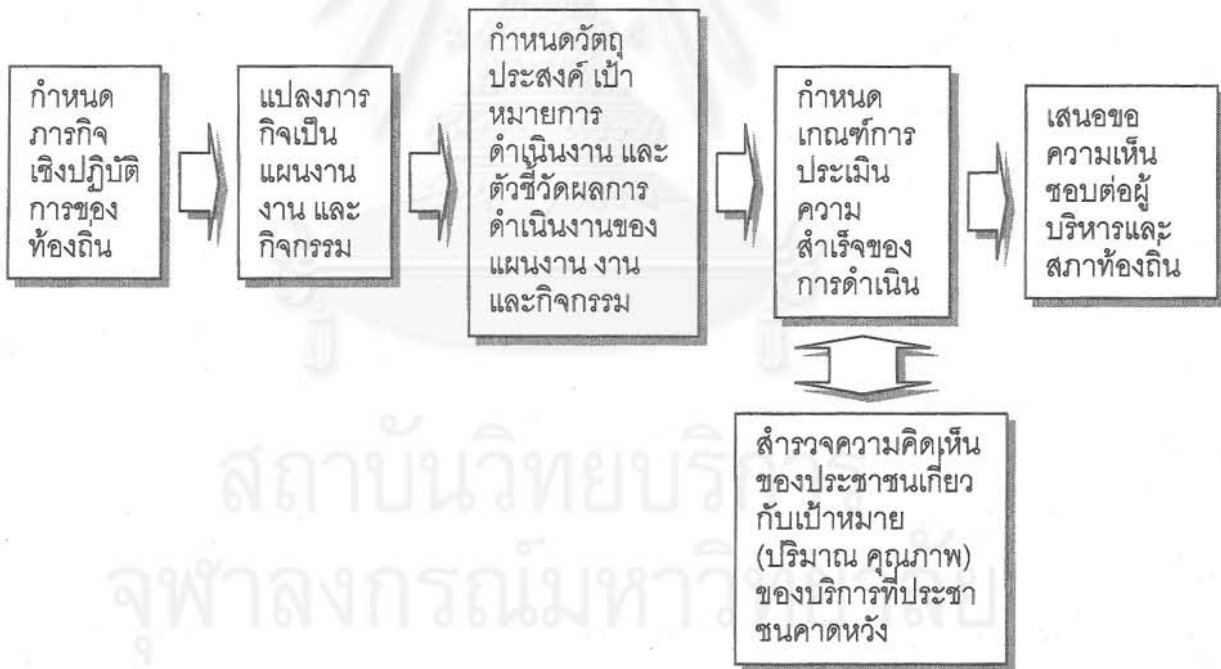 กำหนด
ภารกิจ
เชิงปฏิบัติ
การของ
ท้องถิ่น
แปลงภาร
กิจเป็น
แผนงาน
งาน และ
กิจกรรม
กำหนดวัตถุ
ประสงค์ เป้า
หมายการ
ดำเนินงาน และ
ตัวชี้วัดผลการ
ดำเนินงานของ
แผนงาน งาน
และกิจกรรม
กำหนด
เกณฑ์การ
ประเมิน
ความ
สำเร็จของ
การดำเนิน
เสนอขอ
ความเห็น
ชอบต่อผู้
บริหารและ
สภาท้องถิ่น
สำรวจความคิดเห็น
ของประชาชนเกี่ยว
กับเป้าหมาย
(ปริมาณ คุณภาพ)
ของบริการที่ประชา
ชนคาดหวัง
สถาบันวิทยบริการ
จุฬาลงกรณ์มหาวิทยาลัย